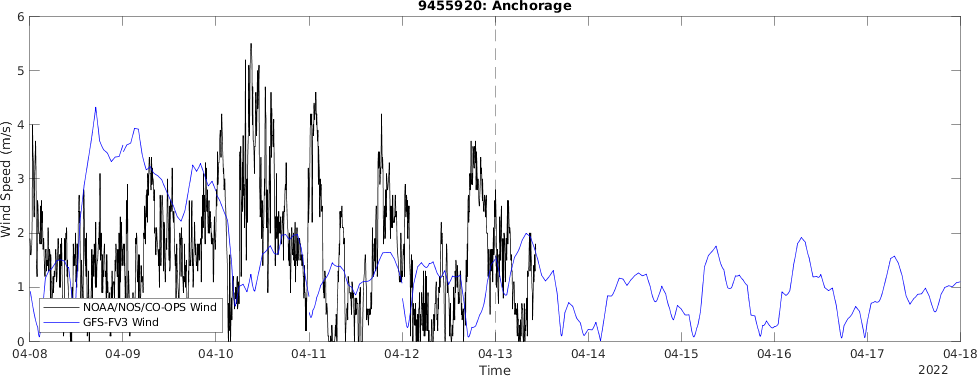 9455920: Anchorage
Wind Speed (m/s)
6
5
4
3
2
1
0
NOAA/NOS/CO-OPS Wind
GFS-FV3 Wind
04-08 04-09 04-10 04-11 04-12 04-13 04-14 04-15 04-16 04-17 04-18
Time
2022